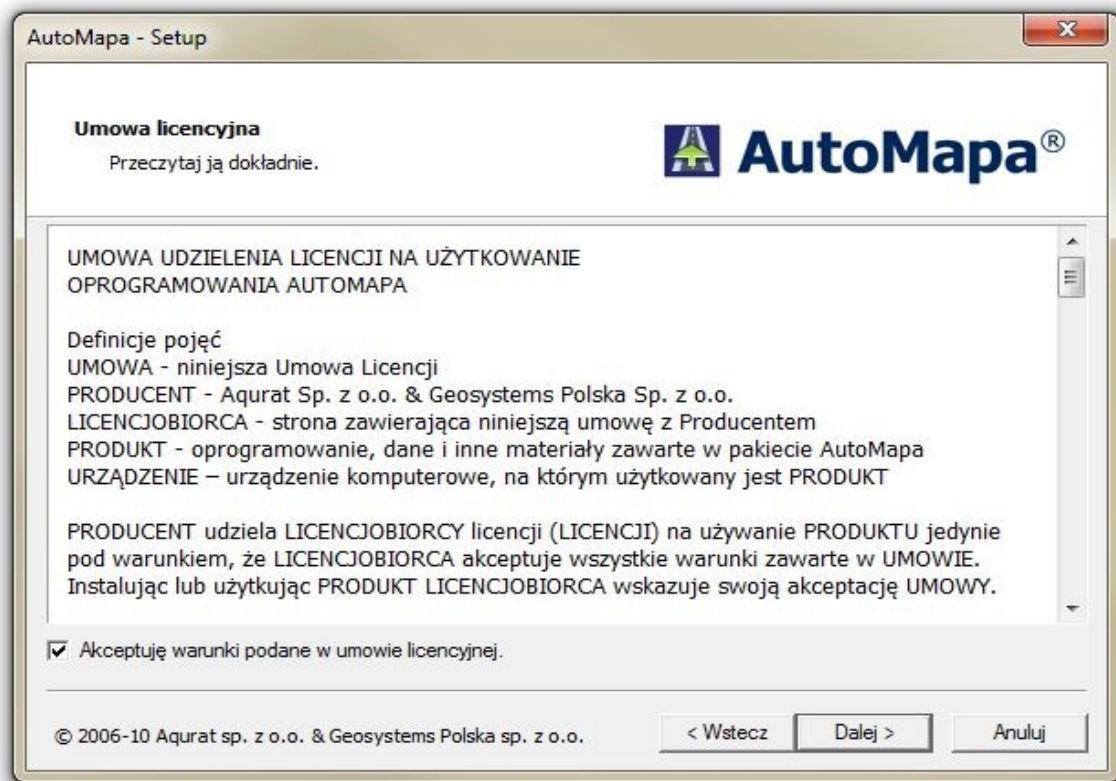 AutoMapa - Setup
Umowa licencyjna
Przeczytaj ją dokładnie.
AutoMapa®
UMOWA UDZIELENIA LICENCJI NA UŻYTKOWANIE
OPROGRAMOWANIA AUTOMAPA
Definicje pojęć
UMOWA - niniejsza Umowa Licencji
PRODUCENT - Aqurat Sp. z o.o. & Geosystems Polska Sp. z o.o.
LICENCJOBIORCA - strona zawierająca niniejszą umowę z Producentem
PRODUKT - oprogramowanie, dane i inne materiały zawarte w pakiecie AutoMapa
URZĄDZENIE – urządzenie komputerowe, na którym użytkowany jest PRODUKT
PRODUCENT udziela LICENCJOBIORCY licencji (LICENCJI) na używanie PRODUKTU jedynie
pod warunkiem, że LICENCJOBIORCA akceptuje wszystkie warunki zawarte w UMOWIE.
Instalując lub użytkując PRODUKT LICENCJOBIORCA wskazuje swoją akceptację UMOWY.
Akceptuję warunki podane w umowie licencyjnej.
© 2006-10 Aqurat sp. z o.o. & Geosystems Polska sp. z o.o.
< Wstecz
Dalej >
Anuluj